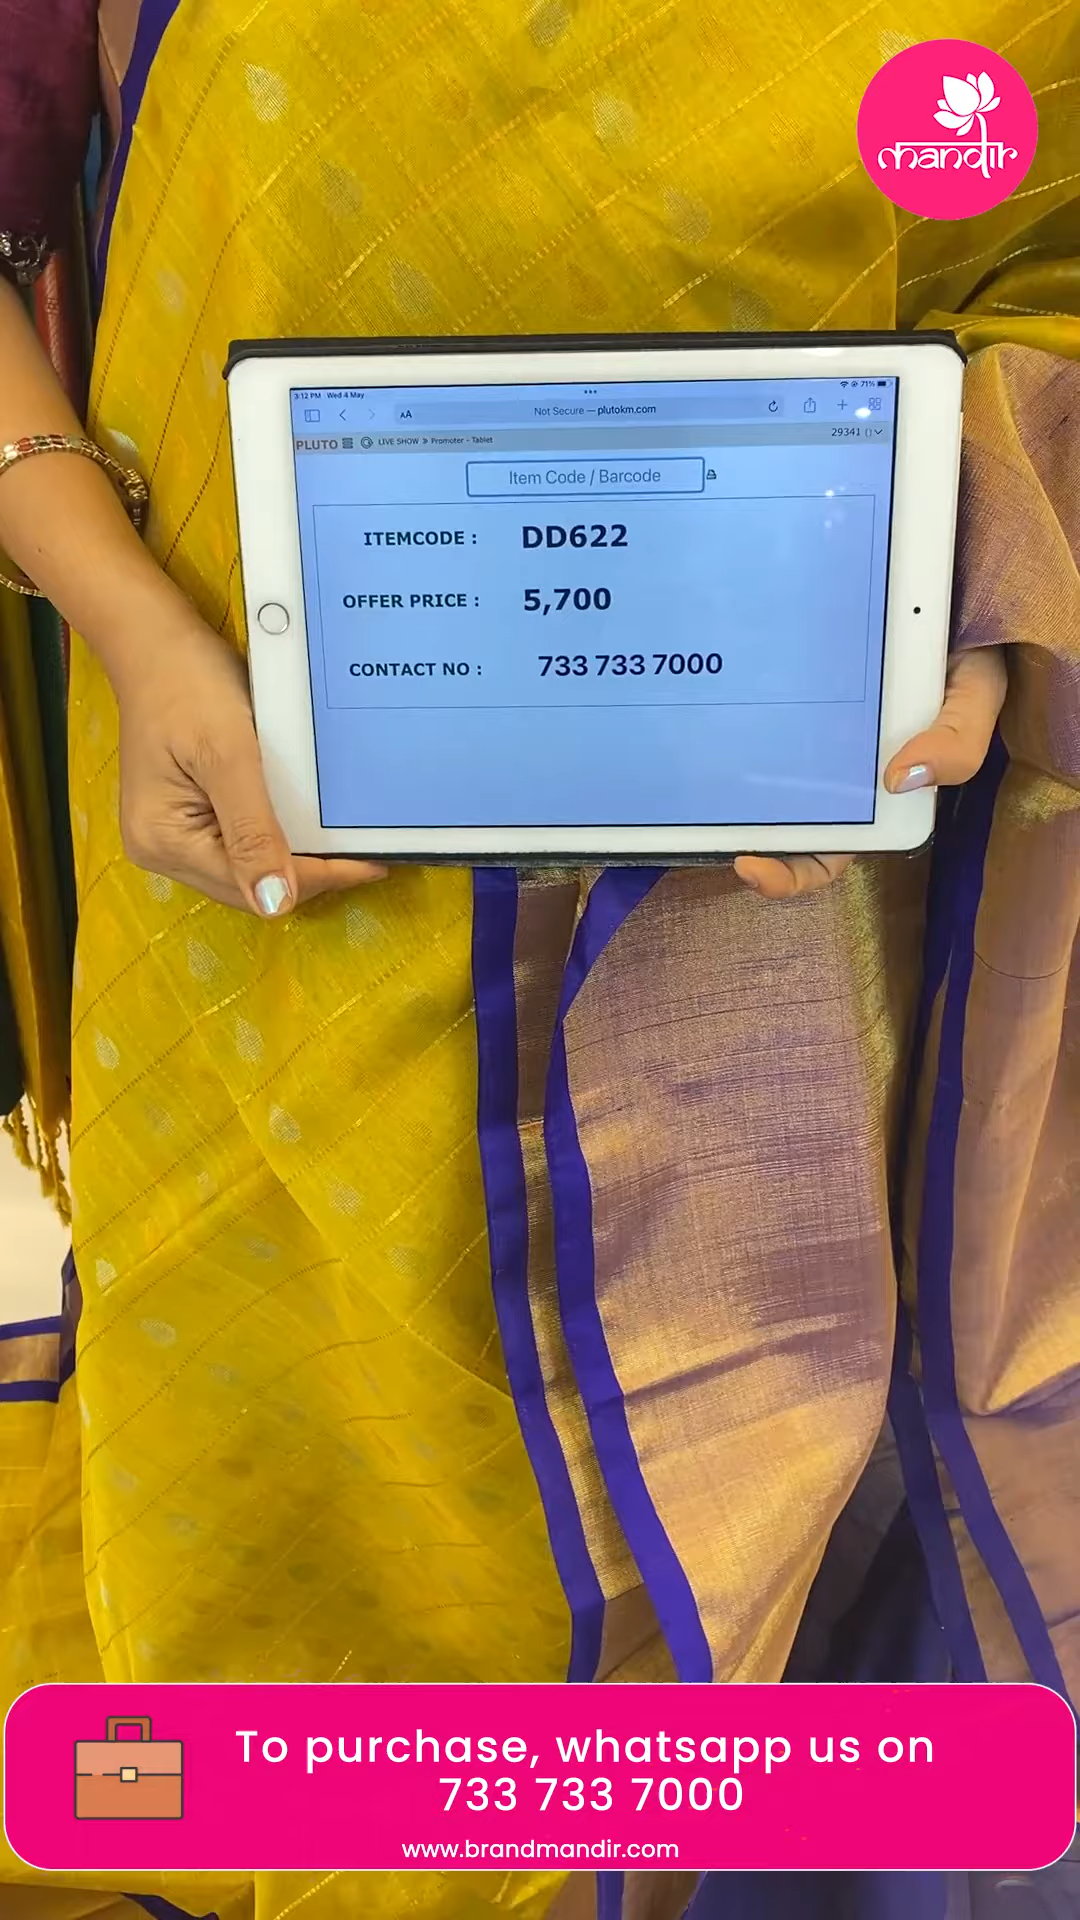 mandir
3:12 PM Wed 4 May
71%
AA
Not Secure — plutokm.com
PLUTO
LIVE SHOW » Promoter - Tablet
29341 ()
Item Code / Barcode
ITEMCODE : DD622
OFFER PRICE : 5,700
CONTACT NO : 733 733 7000
To purchase, whatsapp us on
733 733 7000
www.brandmandir.com